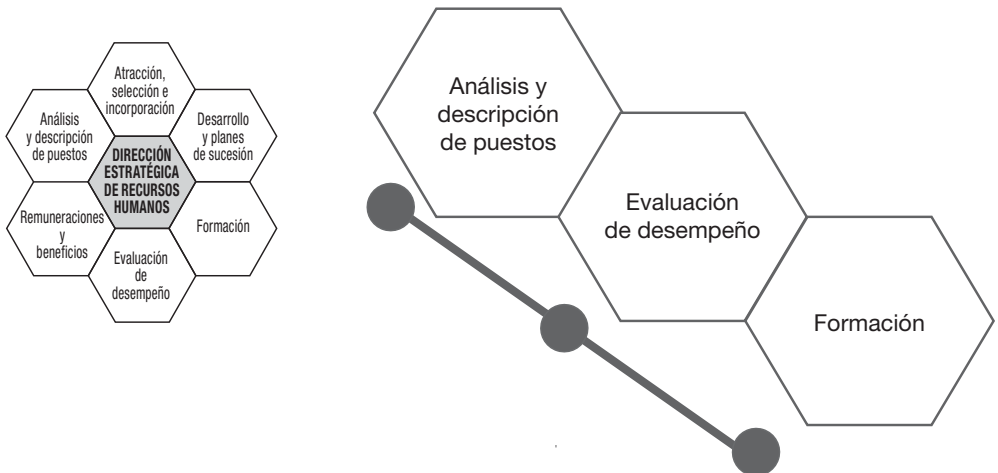 Atracción,
selección e
incorporación
Análisis
y descripción
de puestos
Desarrollo
y planes
de sucesión
DIRECCIÓN
ESTRATÉGICA
DE RECURSOS
HUMANOS
Remuneraciones
y
beneficios
Formación
Evaluación
de
desempeño
Análisis y
descripción
de puestos
Evaluación
de desempeño
Formación